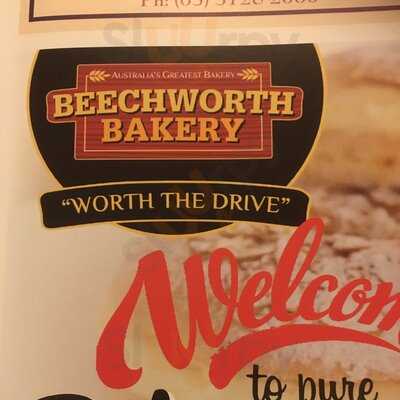 AUSTRALIA'S GREATEST BAKERY
BEECHWORTH
BAKERY
"WORTH THE DRIVE"
Welcom
to pure